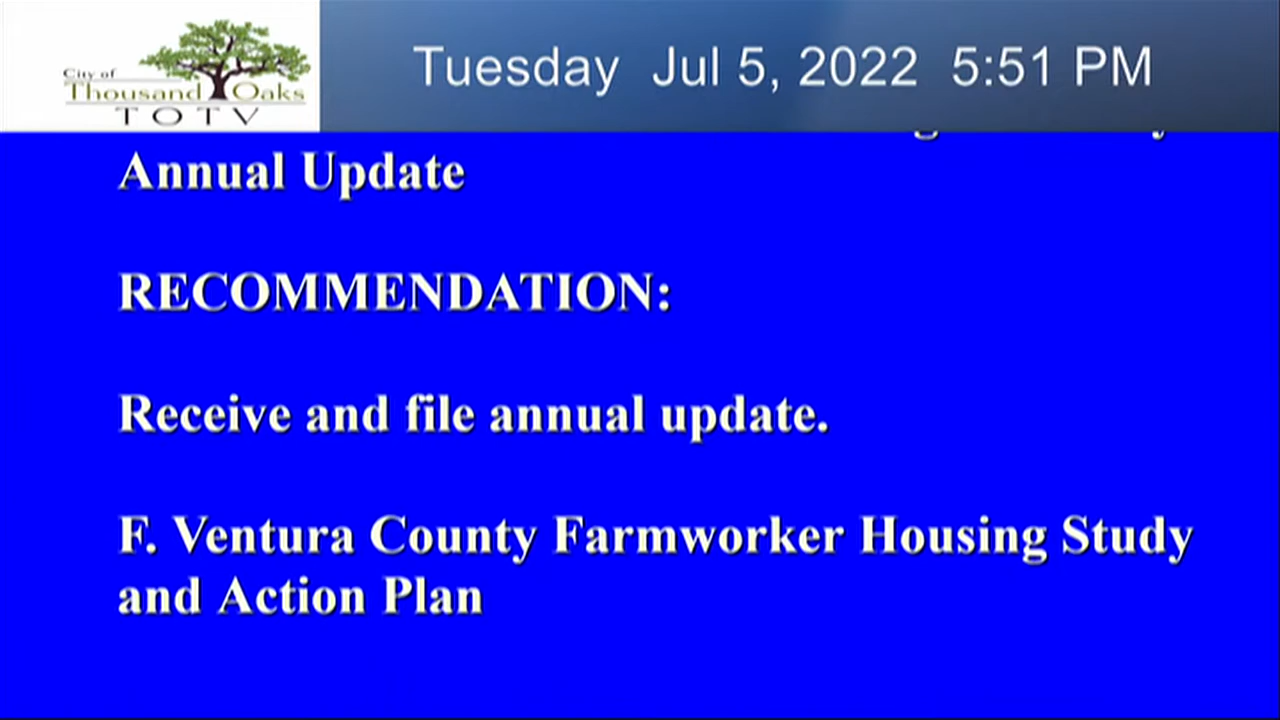 City of
Thousand Oaks
TOTV
Tuesday Jul 5, 2022 5:51 PM
Annual Update
RECOMMENDATION:
Receive and file annual update.
F. Ventura County Farmworker Housing Study
and Action Plan